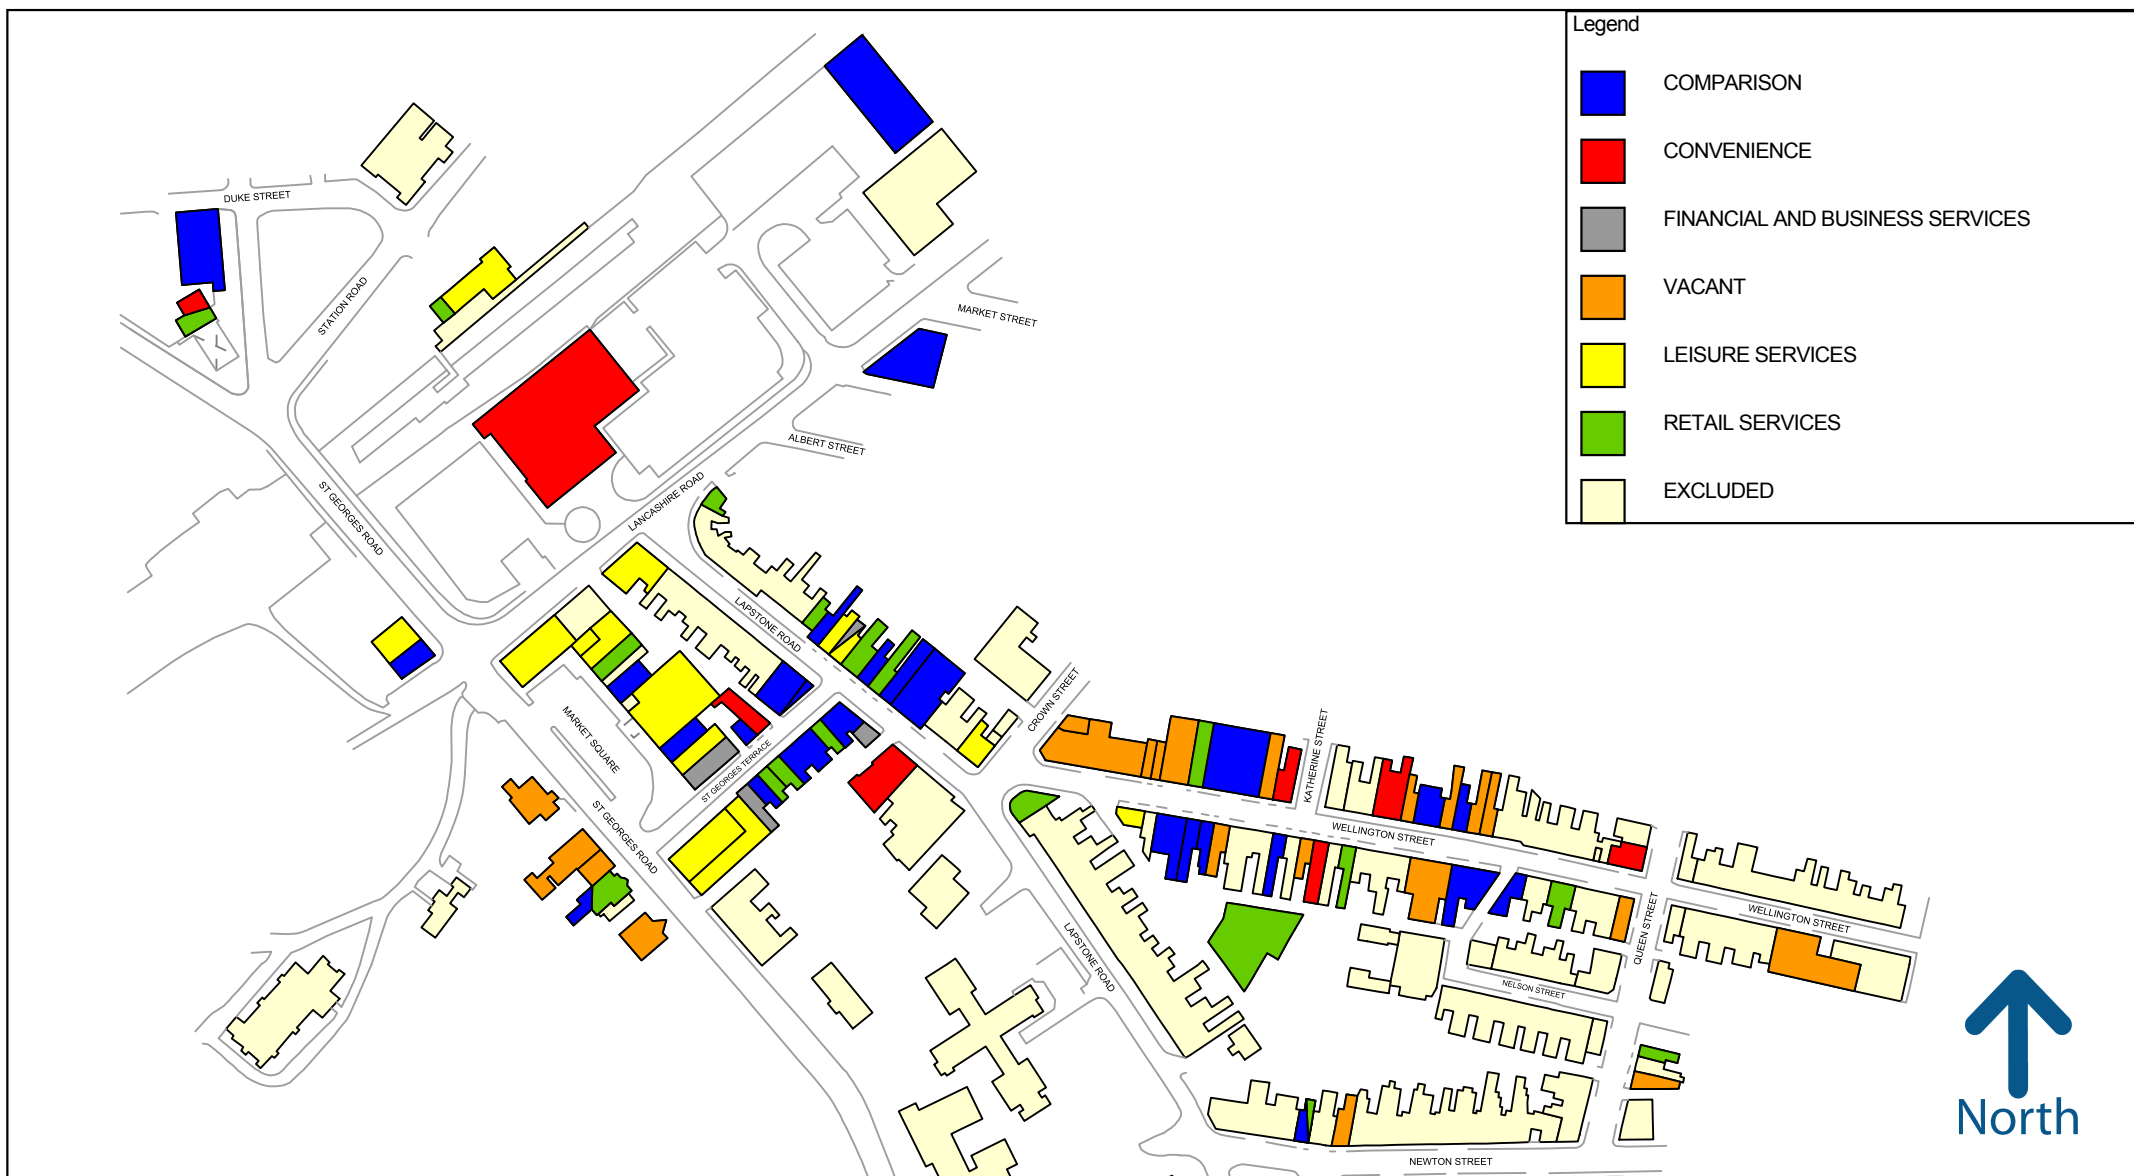 Legend
COMPARISON
CONVENIENCE
FINANCIAL AND BUSINESS SERVICES
VACANT
LEISURE SERVICES
RETAIL SERVICES
EXCLUDED
DUKE STREET
STATION ROAD
MARKET STREET
ALBERT STREET
ST GEORGES ROAD
LANCASHIRE ROAD
LAPSTONE ROAD
CROWN STREET
MARKET SQUARE
ST GEORGES TERRACE
KATHERINE STREET
WELLINGTON STREET
ST GEORGES ROAD
QUEEN STREET
WELLINGTON STREET
LAPSTONE ROAD
NELSON STREET
NEWTON STREET
North